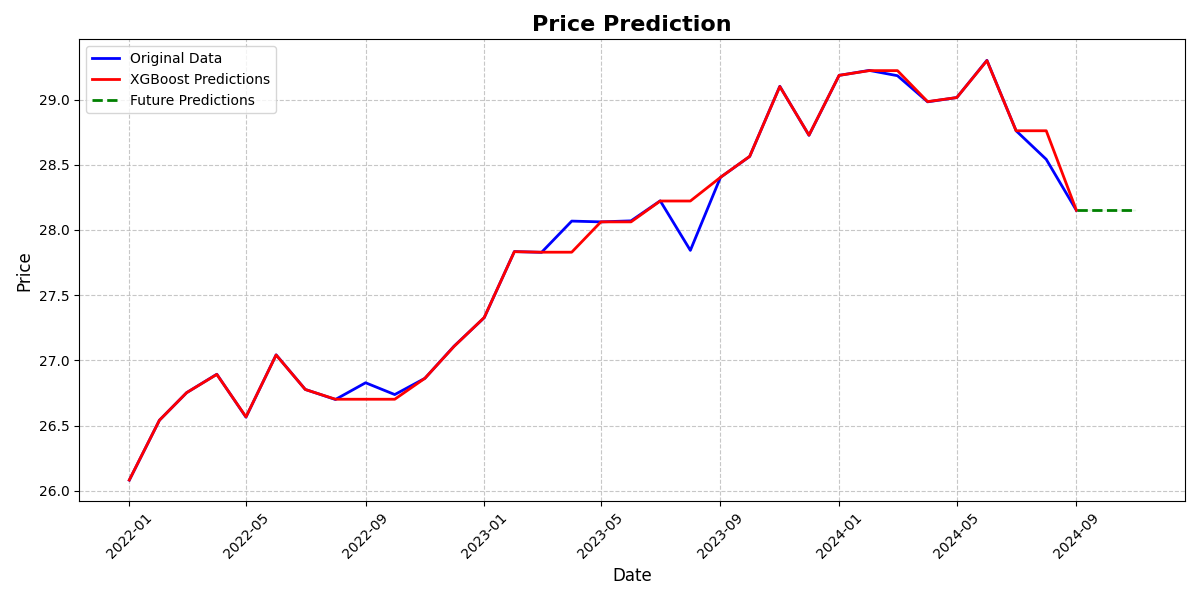 Price Prediction
Original Data
XGBoost Predictions
Future Predictions
Price
29.0
28.5
28.0
27.5
27.0
26.5
26.0
2022-01
2022-05
2022-09
2023-01
2023-05
2023-09
2024-01
2024-05
2024-09
Date